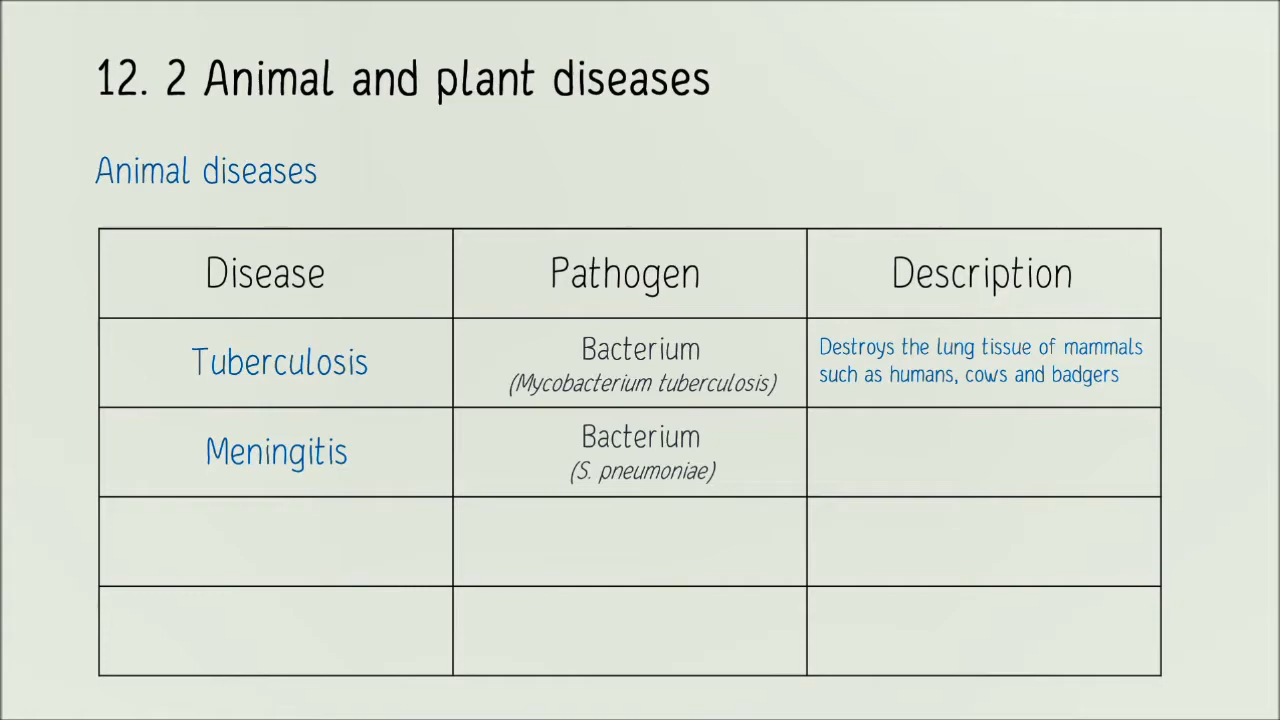 12. 2 Animal and plant diseases
Animal diseases
Disease
Pathogen
Description
Tuberculosis
Bacterium
(Mycobacterium tuberculosis)
Destroys the lung tissue of mammals
such as humans, cows and badgers
Meningitis
Bacterium
(S. pneumoniae)